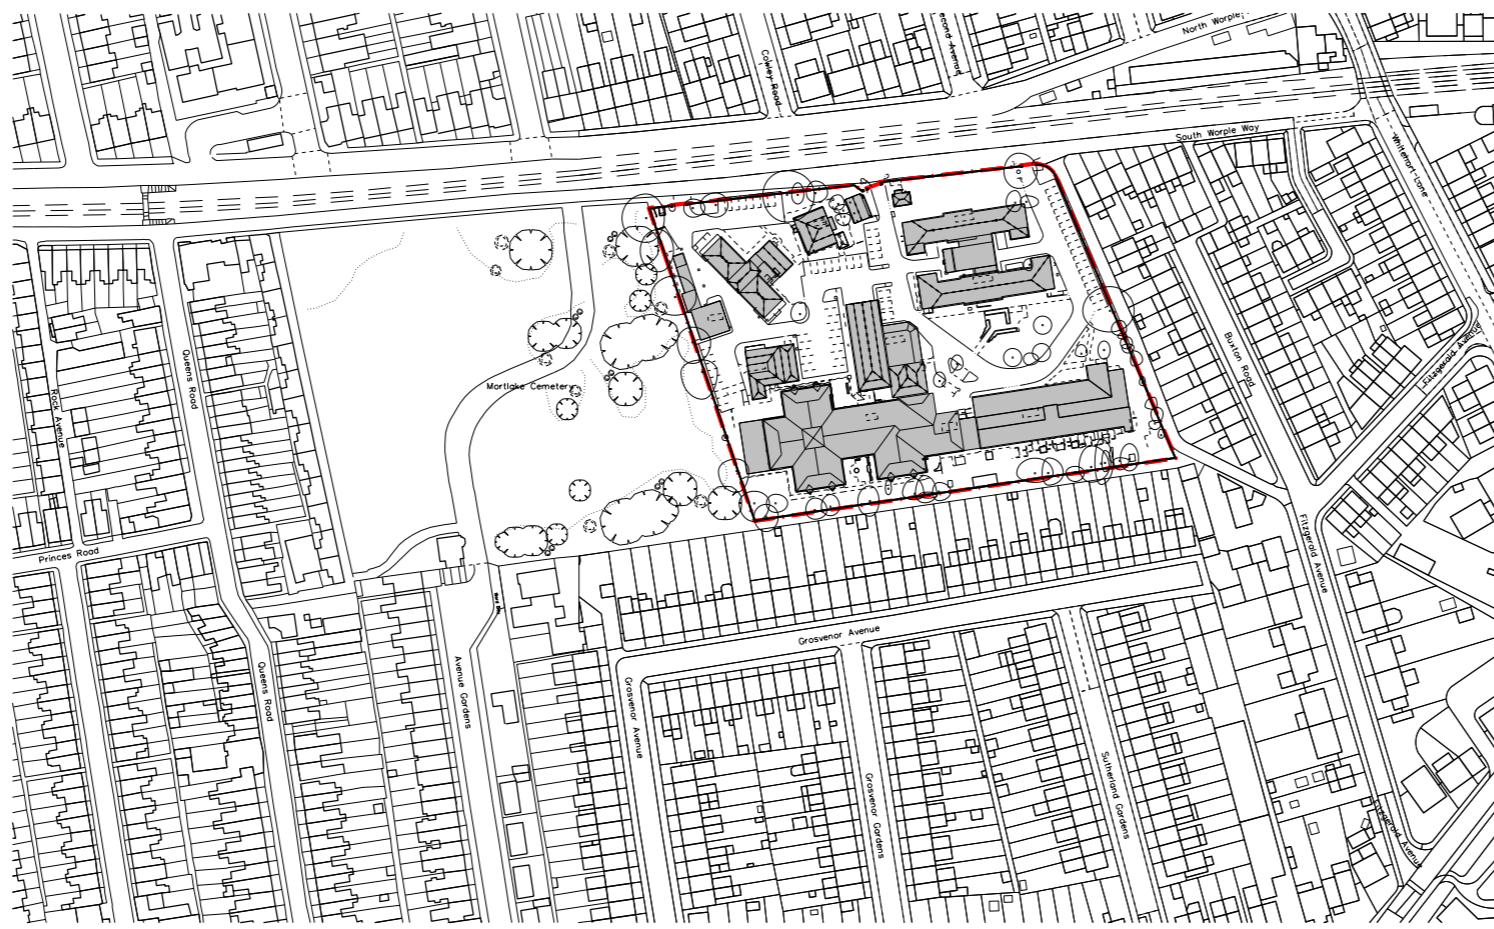 North Worple
Second Avenue
Cowley Road
South Worple Way
Whitehart Lane
Queens Road
Rock Avenue
Mortlake Cemetery
Buxton Road
Fitzgerald Avenue
Princes Road
Fitzgerald Avenue
Grosvenor Avenue
Queens Road
Avenue Gardens
Grosvenor Avenue
Grosvenor Gardens
Sutherland Gardens
Fitzgerald Avenue